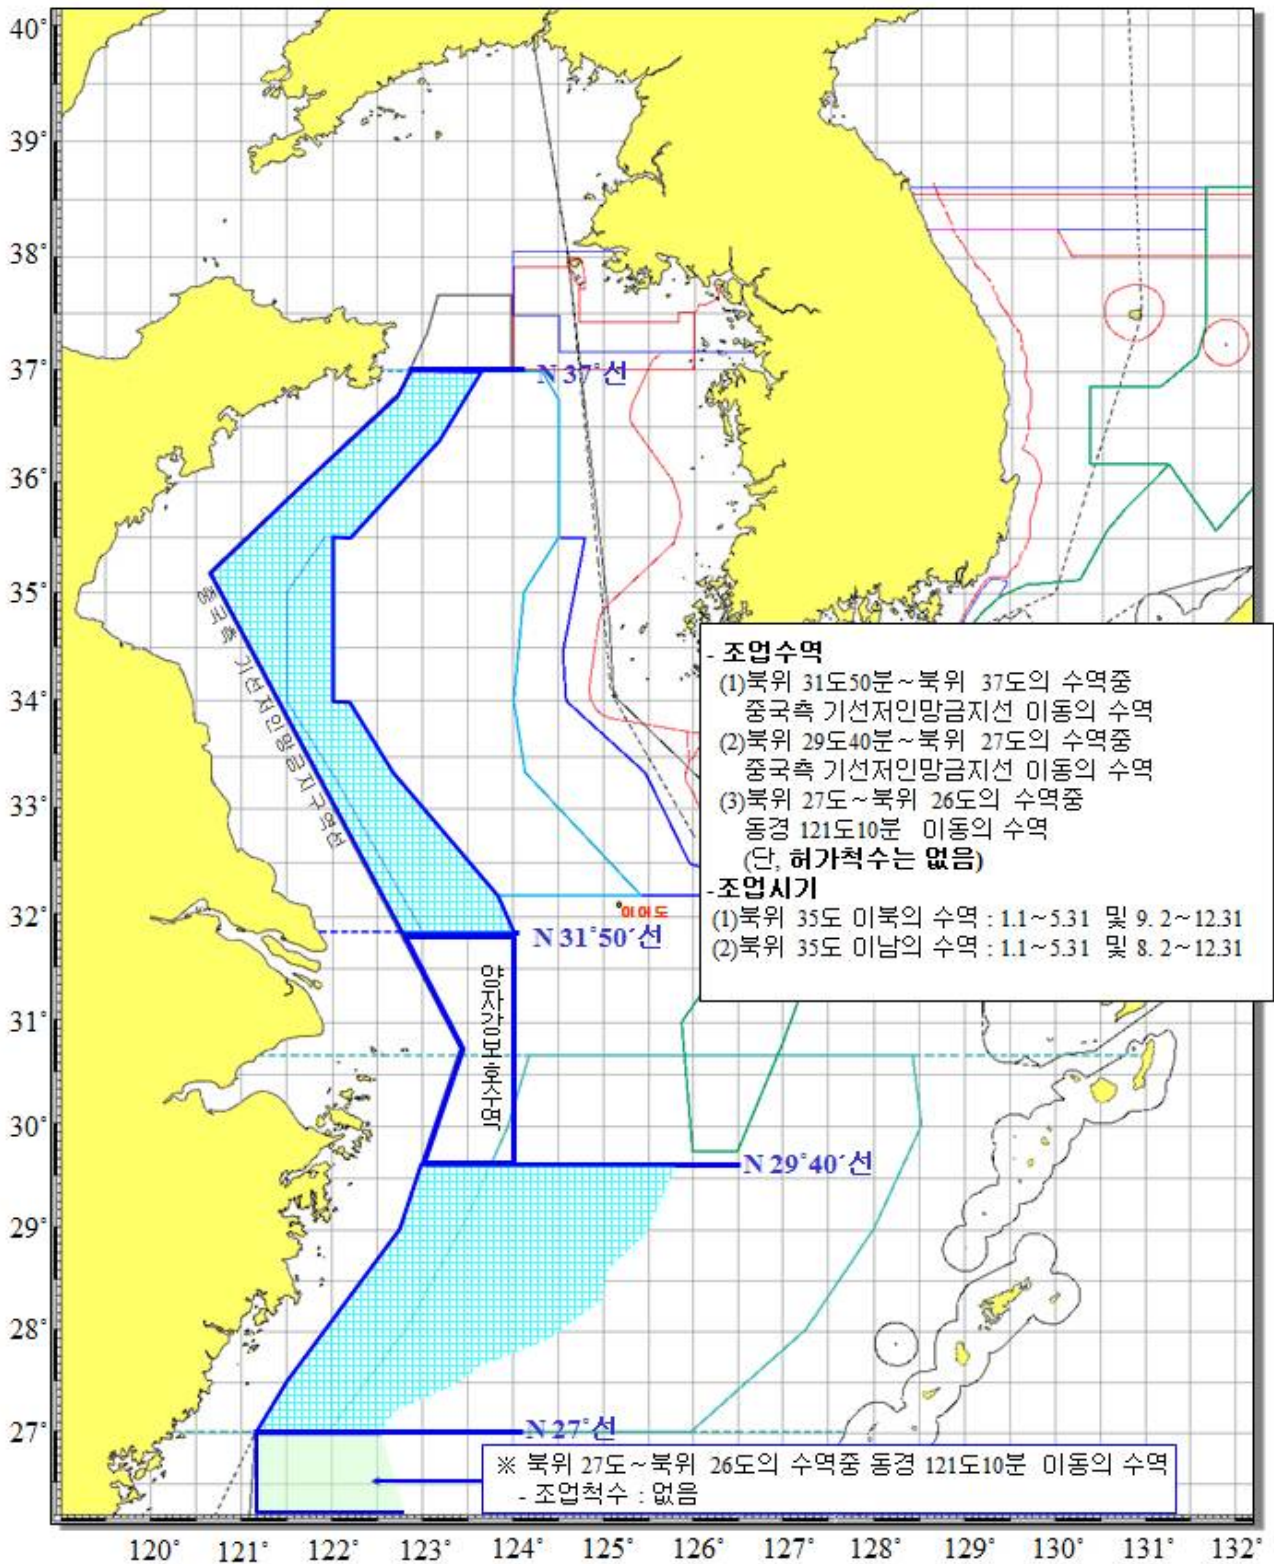 40°
39°
38°
37°
36°
35°
34°
33°
32°
31°
30°
29°
28°
27°
N 37°선
중국측 기선저인망금지구역선
- 조업수역
(1)북위 31도50분~북위 37도의 수역중
중국측 기선저인망금지선 이동의 수역
(2)북위 29도40분~북위 27도의 수역중
중국측 기선저인망금지선 이동의 수역
(3)북위 27도~북위 26도의 수역중
동경 121도10분 이동의 수역
(단, 허가척수는 없음)
-조업시기
(1)북위 35도 이북의 수역 : 1.1~5.31 및 9. 2~12.31
(2)북위 35도 이남의 수역 : 1.1~5.31 및 8. 2~12.31
이어도
N 31°50′선
양자강보호수역
N 29°40′선
N 27°선
※ 북위 27도~북위 26도의 수역중 동경 121도10분 이동의 수역
- 조업척수 : 없음
120° 121° 122° 123° 124° 125° 126° 127° 128° 129° 130° 131° 132°